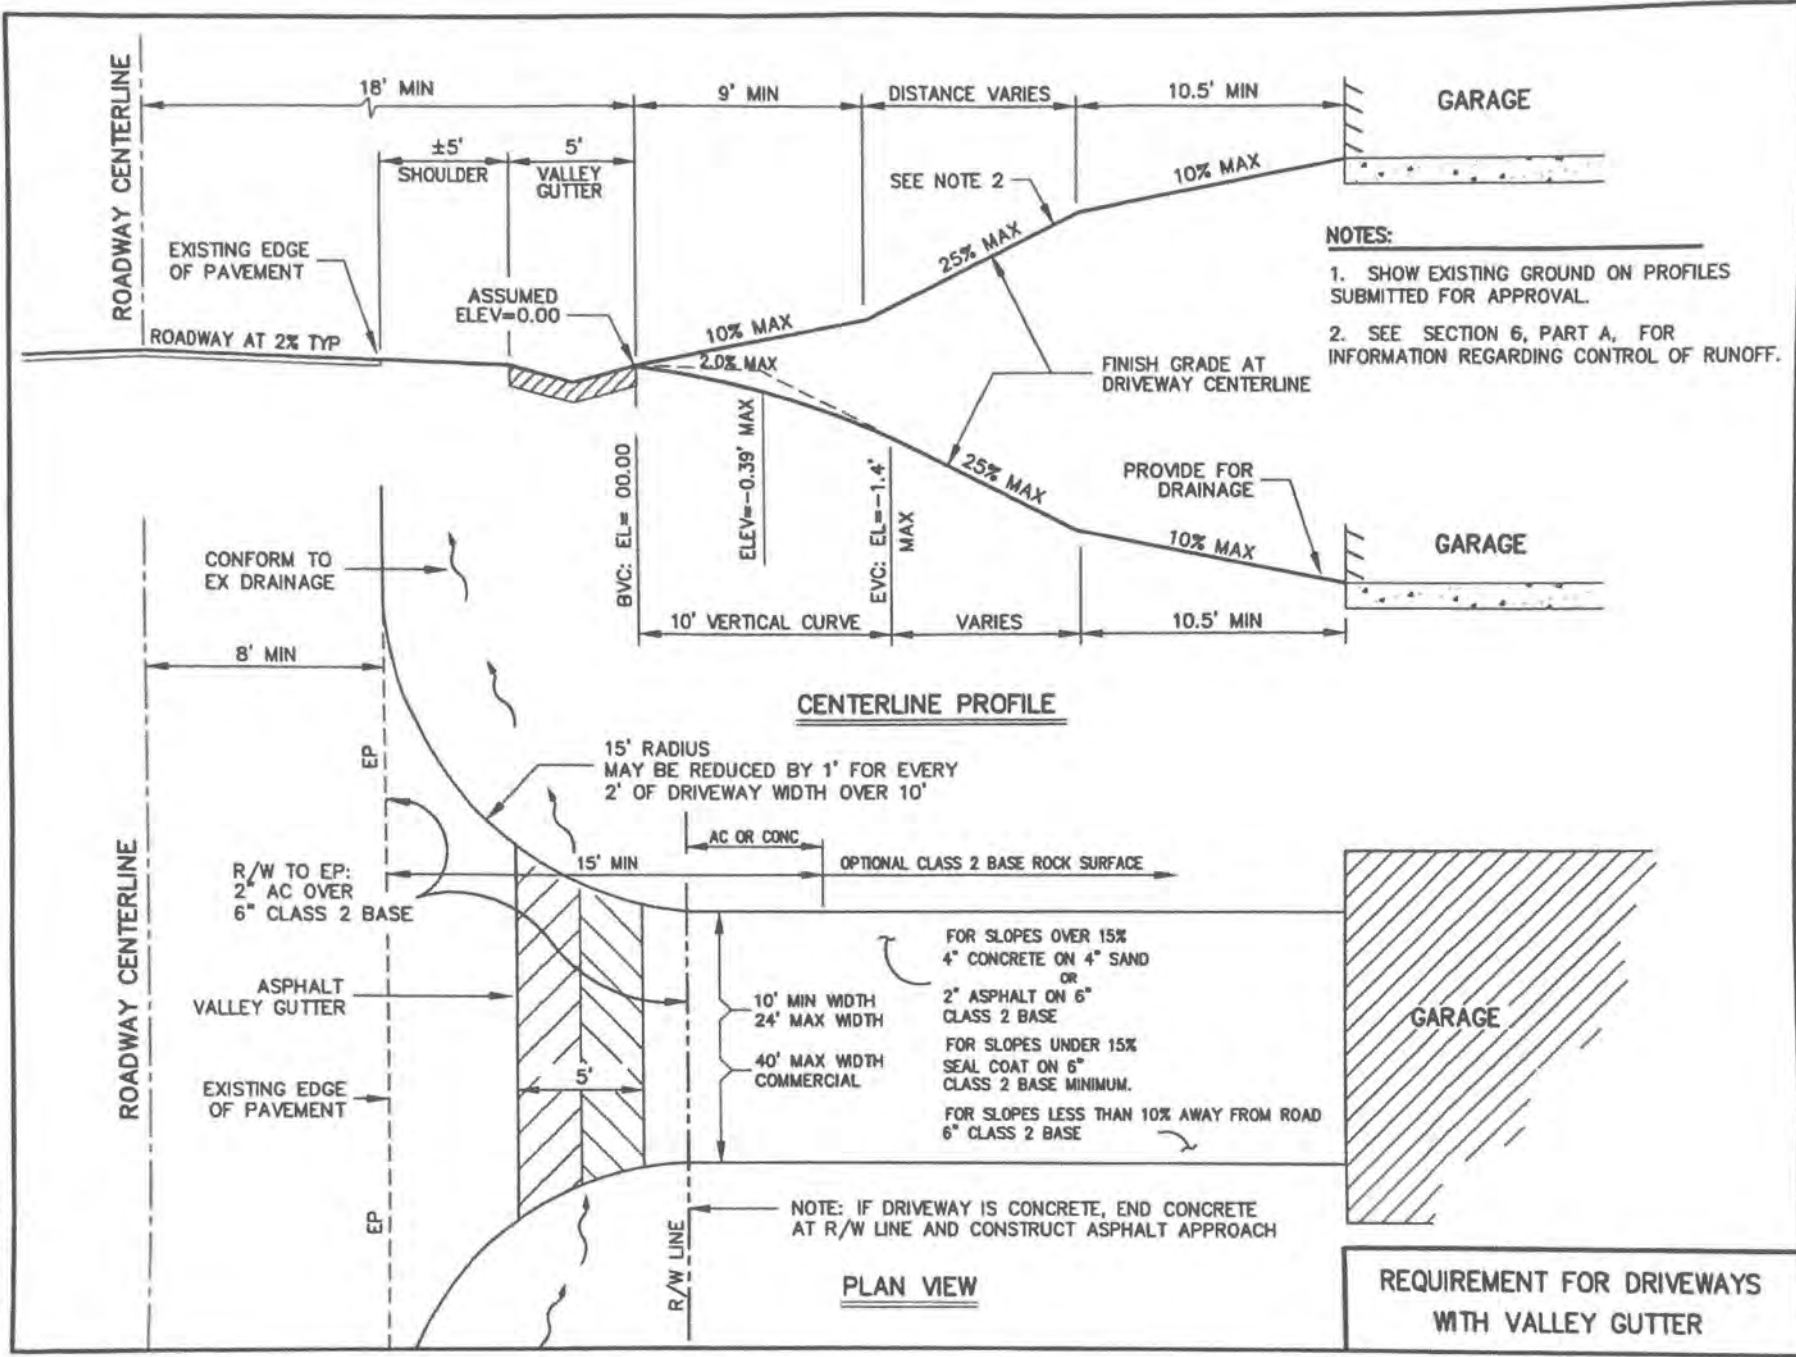 ROADWAY CENTERLINE
18' MIN
9' MIN
DISTANCE VARIES
10.5' MIN
GARAGE
±5'
SHOULDER
5'
VALLEY
GUTTER
SEE NOTE 2
10% MAX
25% MAX
EXISTING EDGE
OF PAVEMENT
ASSUMED
ELEV=0.00
ROADWAY AT 2% TYP
10% MAX
2.0% MAX
NOTES:
1. SHOW EXISTING GROUND ON PROFILES
SUBMITTED FOR APPROVAL.
2. SEE SECTION 6, PART A, FOR
INFORMATION REGARDING CONTROL OF RUNOFF.
FINISH GRADE AT
DRIVEWAY CENTERLINE
BVC: EL= 00.00
ELEV=-0.39' MAX
EVC: EL=-1.4'
MAX
25% MAX
PROVIDE FOR
DRAINAGE
10% MAX
GARAGE
10' VERTICAL CURVE
VARIES
10.5' MIN
CENTERLINE PROFILE
CONFORM TO
EX DRAINAGE
8' MIN
EP
15' RADIUS
MAY BE REDUCED BY 1' FOR EVERY
2' OF DRIVEWAY WIDTH OVER 10'
AC OR CONC
15' MIN
OPTIONAL CLASS 2 BASE ROCK SURFACE
R/W TO EP:
2" AC OVER
6" CLASS 2 BASE
ROADWAY CENTERLINE
ASPHALT
VALLEY GUTTER
EXISTING EDGE
OF PAVEMENT
5'
10' MIN WIDTH
24' MAX WIDTH
40' MAX WIDTH
COMMERCIAL
FOR SLOPES OVER 15%
4" CONCRETE ON 4" SAND
OR
2" ASPHALT ON 6"
CLASS 2 BASE
FOR SLOPES UNDER 15%
SEAL COAT ON 6"
CLASS 2 BASE MINIMUM.
FOR SLOPES LESS THAN 10% AWAY FROM ROAD
6" CLASS 2 BASE
GARAGE
EP
R/W LINE
NOTE: IF DRIVEWAY IS CONCRETE, END CONCRETE
AT R/W LINE AND CONSTRUCT ASPHALT APPROACH
PLAN VIEW
REQUIREMENT FOR DRIVEWAYS
WITH VALLEY GUTTER